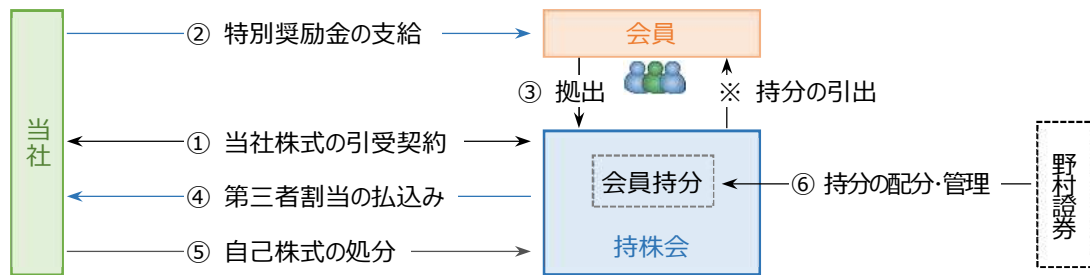 ② 特別奨励金の支給
会員
③ 拠出
※ 持分の引出
当社
① 当社株式の引受契約
会員持分
⑥ 持分の配分・管理
野村證券
④ 第三者割当の払込み
⑤ 自己株式の処分
持株会